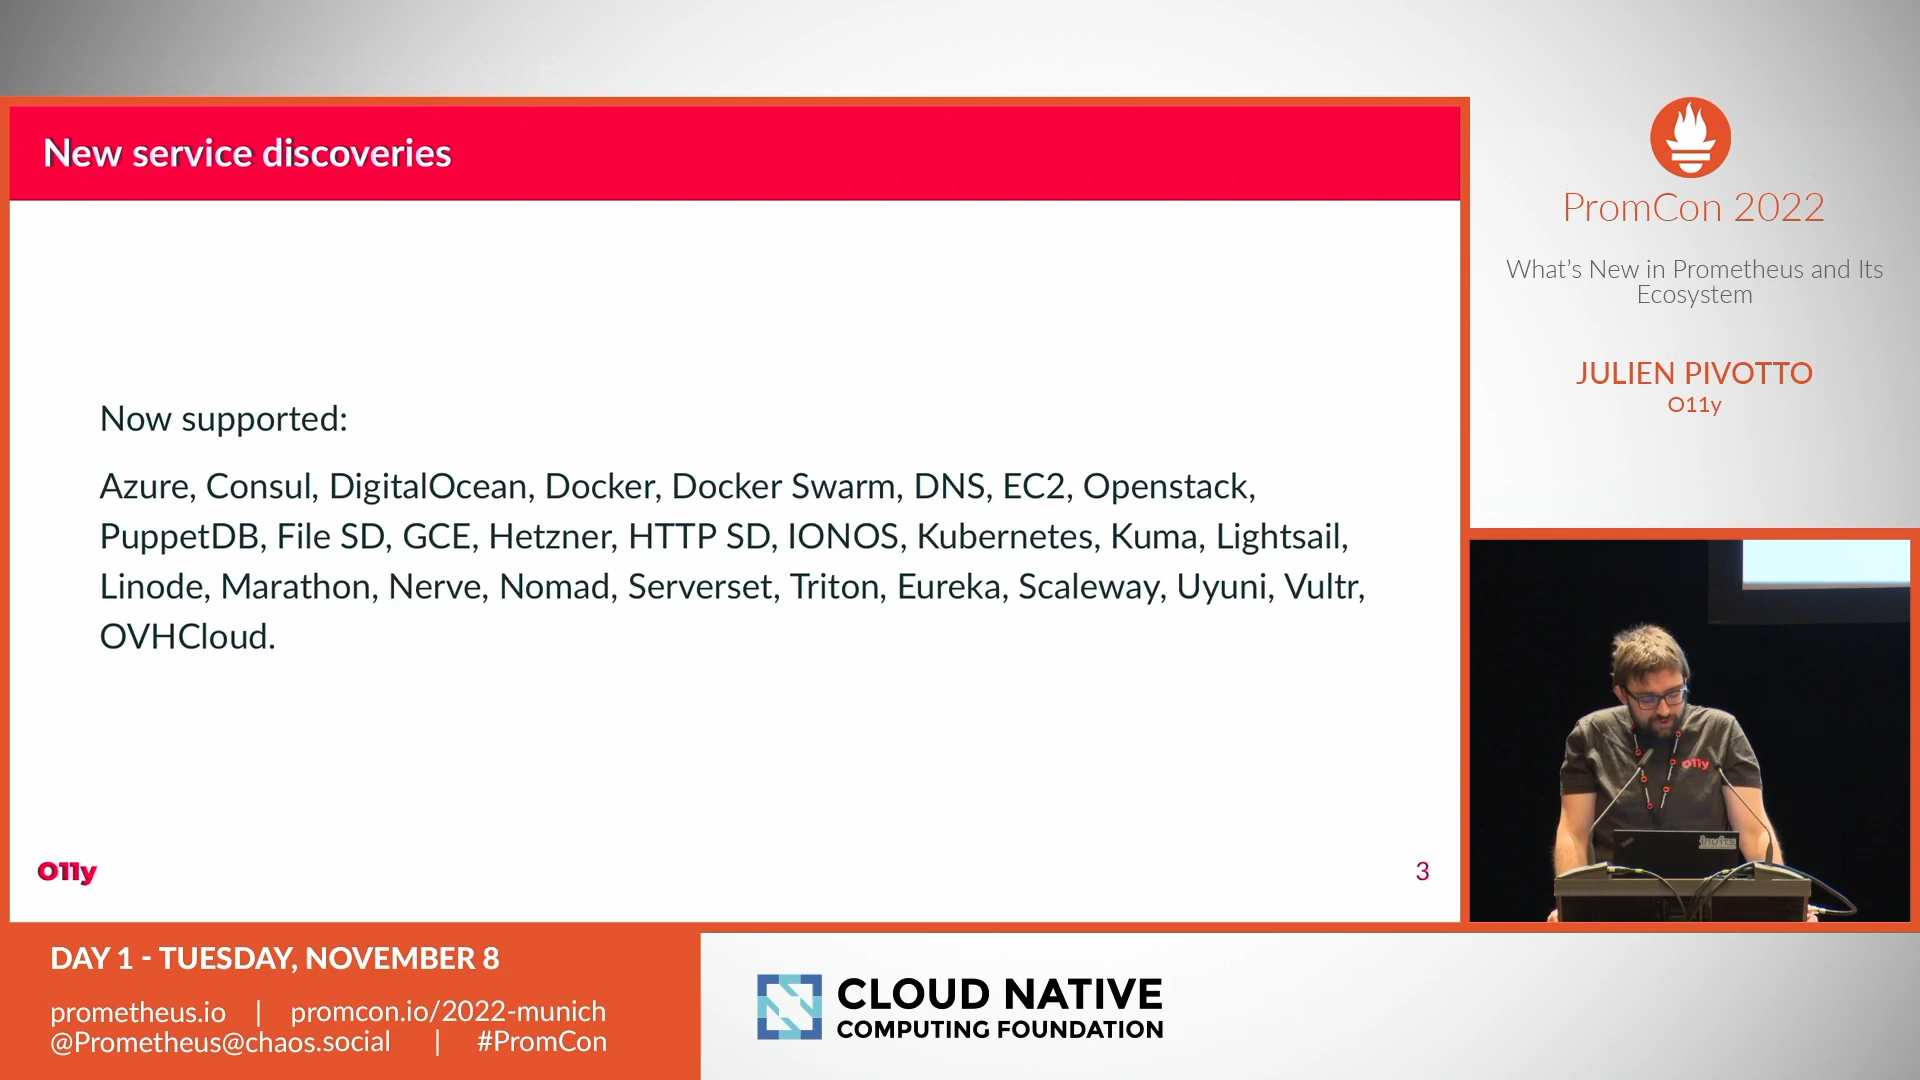 New service discoveries
Now supported:
Azure, Consul, DigitalOcean, Docker, Docker Swarm, DNS, EC2, Openstack,
PuppetDB, File SD, GCE, Hetzner, HTTP SD, IONOS, Kubernetes, Kuma, Lightsail,
Linode, Marathon, Nerve, Nomad, Serverset, Triton, Eureka, Scaleway, Uyuni, Vultr,
OVHCloud.
O11y
3
PromCon 2022
What's New in Prometheus and Its
Ecosystem
JULIEN PIVOTTO
O11y
O11y
inuits
DAY 1 - TUESDAY, NOVEMBER 8
prometheus.io | promcon.io/2022-munich
@Prometheus@chaos.social | #PromCon
CLOUD NATIVE
COMPUTING FOUNDATION